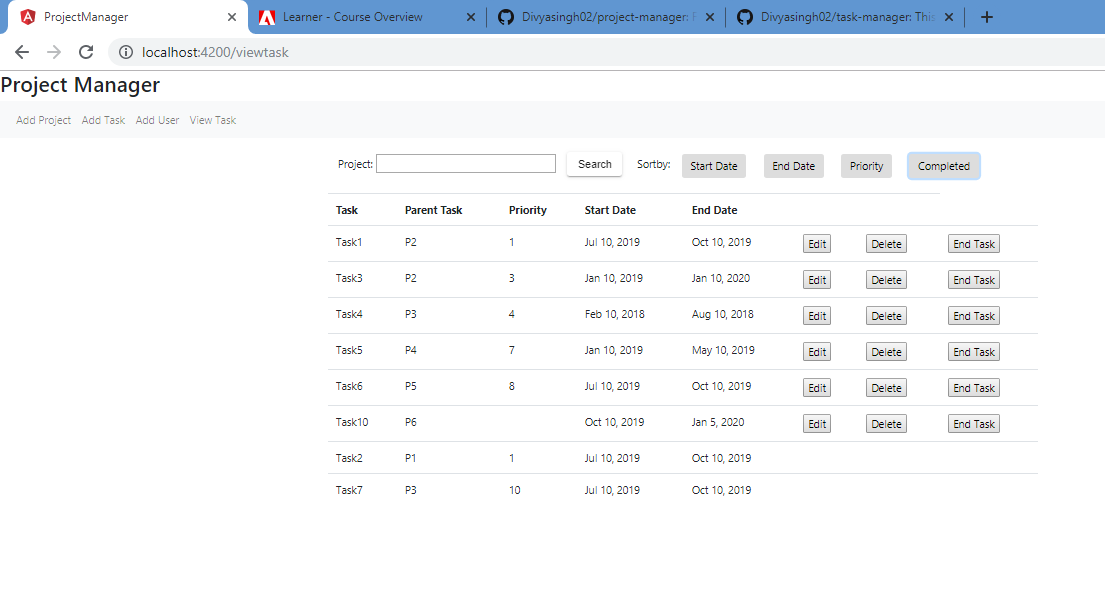 ProjectManager Learner - Course Overview Divyasingh02/project-manager: Divyasingh02/task-manager: This
localhost:4200/viewtask
Project Manager
Add Project Add Task Add User View Task
Project: Search Sortby: Start Date End Date Priority Completed
Task Parent Task Priority Start Date End Date
Task1 P2 1 Jul 10, 2019 Oct 10, 2019 Edit Delete End Task
Task3 P2 3 Jan 10, 2019 Jan 10, 2020 Edit Delete End Task
Task4 P3 4 Feb 10, 2018 Aug 10, 2018 Edit Delete End Task
Task5 P4 7 Jan 10, 2019 May 10, 2019 Edit Delete End Task
Task6 P5 8 Jul 10, 2019 Oct 10, 2019 Edit Delete End Task
Task10 P6 Oct 10, 2019 Jan 5, 2020 Edit Delete End Task
Task2 P1 1 Jul 10, 2019 Oct 10, 2019
Task7 P3 10 Jul 10, 2019 Oct 10, 2019